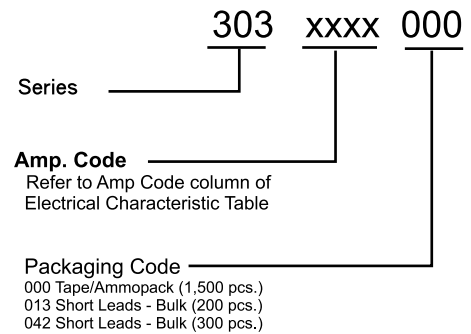 303 xxxx 000
Series
Amp. Code
Refer to Amp Code column of
Electrical Characteristic Table
Packaging Code
000 Tape/Ammopack (1,500 pcs.)
013 Short Leads - Bulk (200 pcs.)
042 Short Leads - Bulk (300 pcs.)